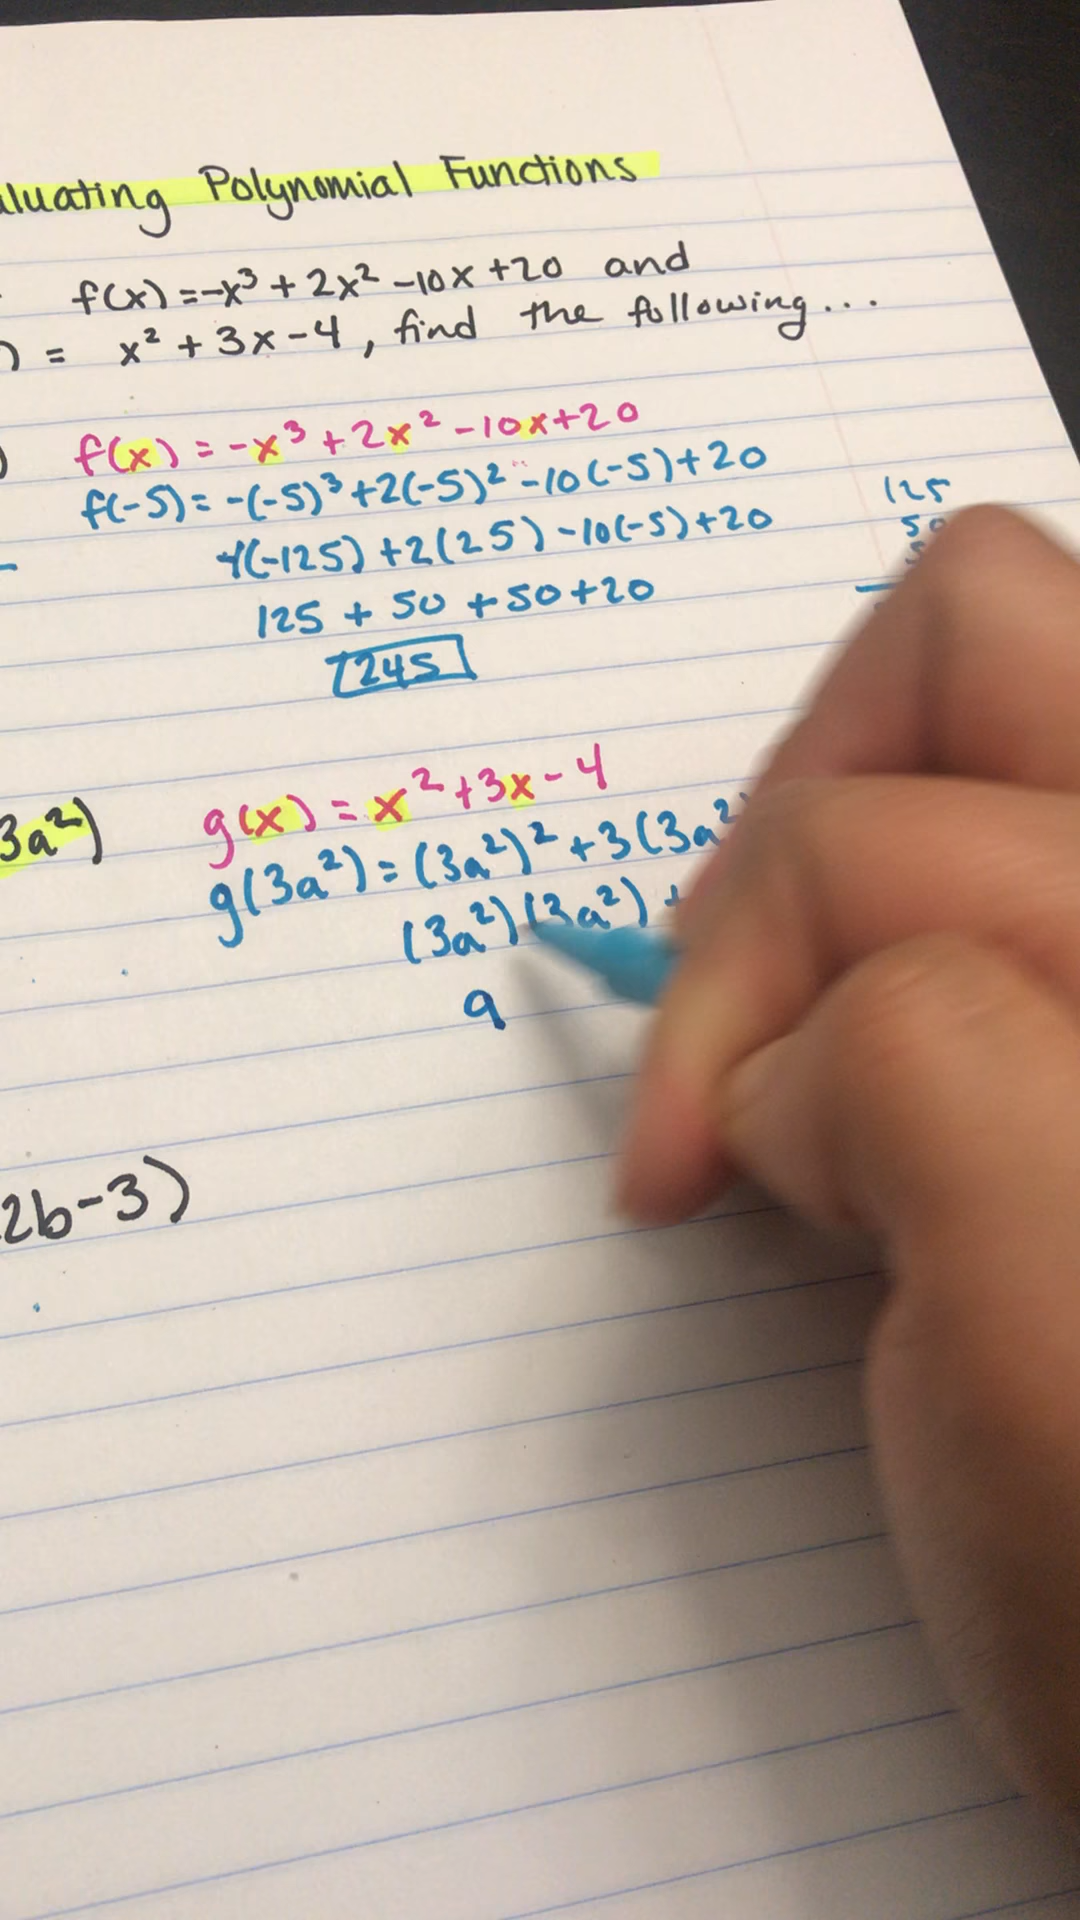 aluating Polynomial Functions
f(x) = -x³ + 2x² - 10x + 20 and
) = x² + 3x - 4, find the following...
) f(x) = -x³ + 2x² - 10x + 20
f(-5) = -(-5)³ + 2(-5)² - 10(-5) + 20
(-125) + 2(25) - 10(-5) + 20
125 + 50 + 50 + 20
245
125
50
3a²) g(x) = x² + 3x - 4
g(3a²) = (3a²)² + 3(3a²
(3a²)(3a²) +
9
2b-3)